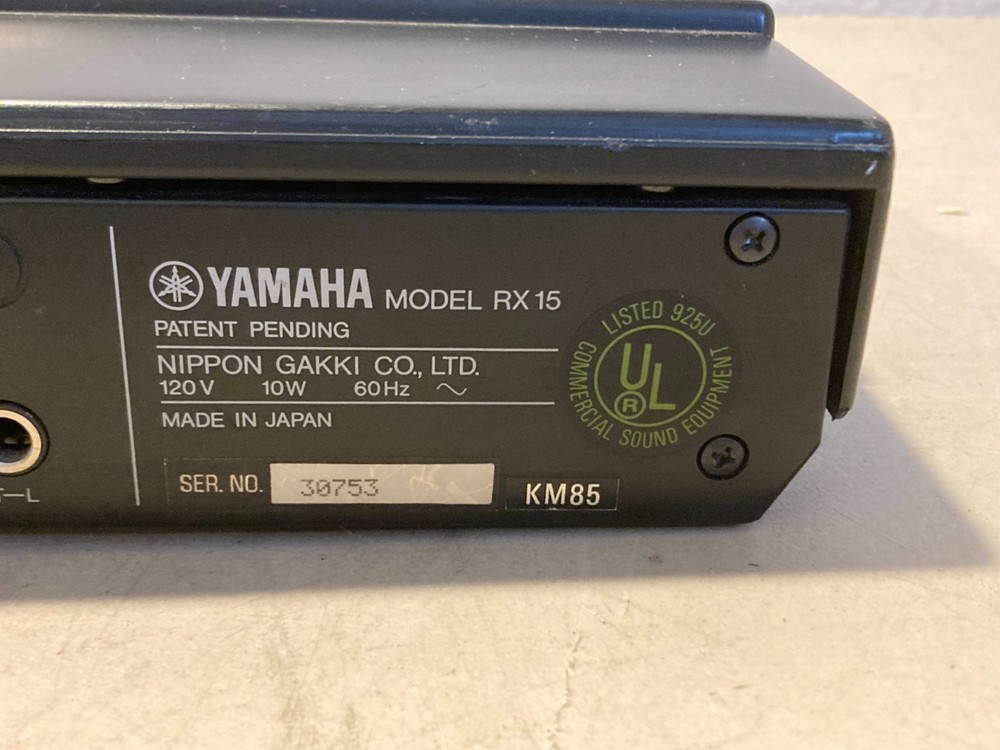 YAMAHA MODEL RX15
PATENT PENDING
NIPPON GAKKI CO., LTD.
120V 10W 60Hz ~
MADE IN JAPAN
SER. NO. 30753
KM85
LISTED 925U
UL
®
COMMERCIAL SOUND EQUIPMENT
–L